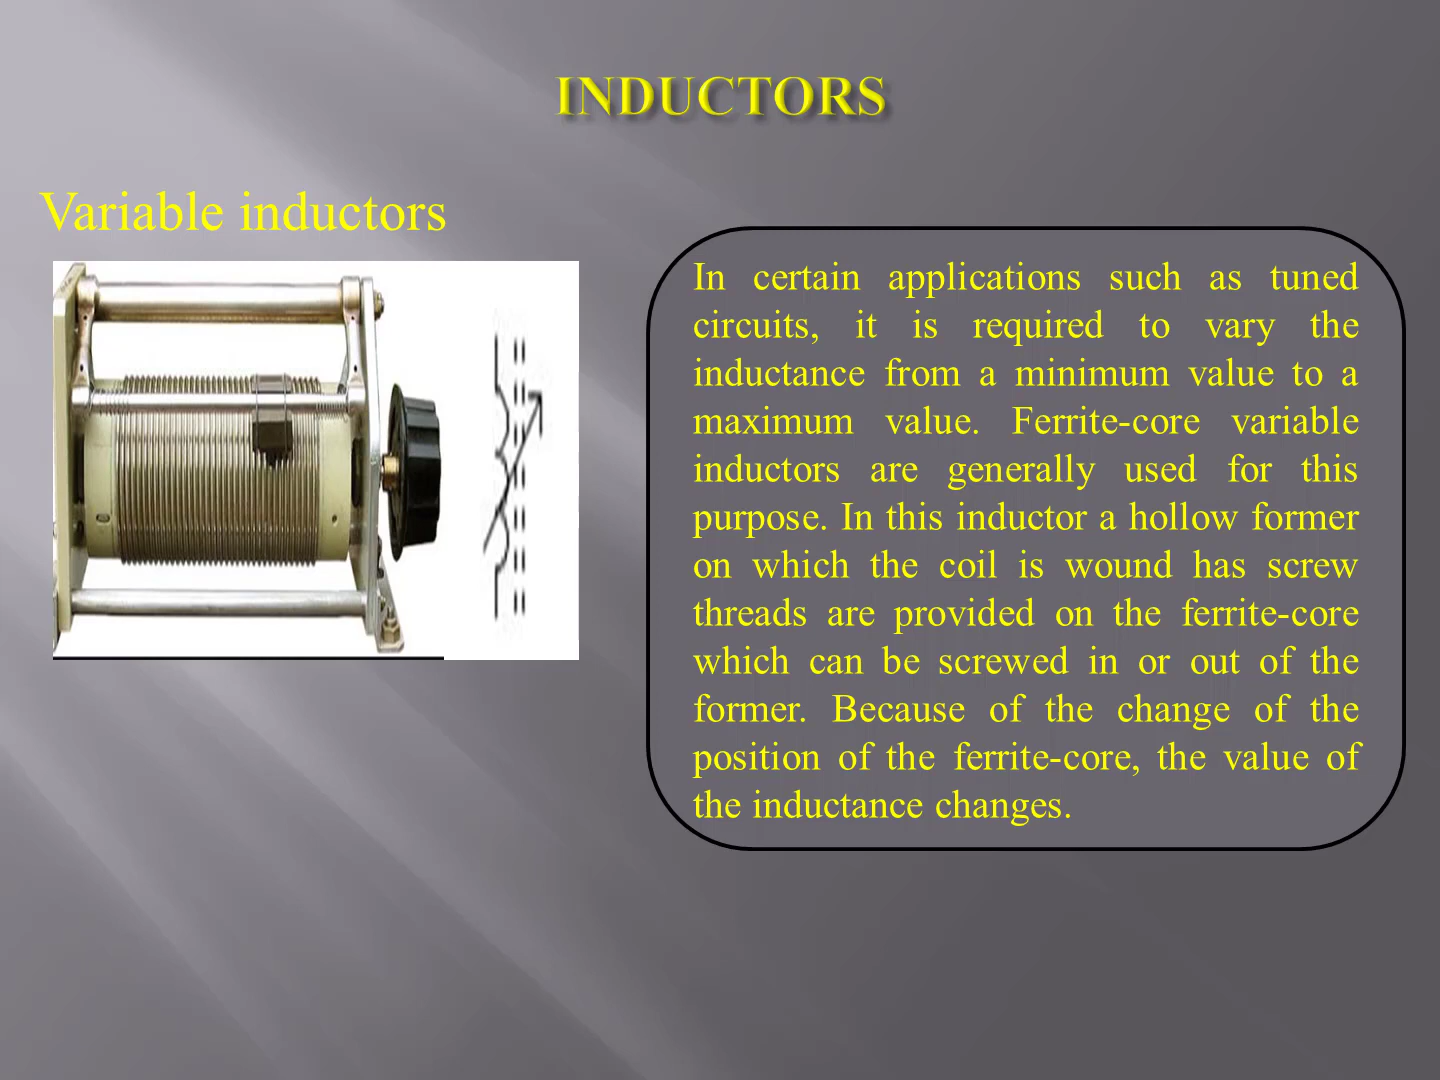 INDUCTORS
Variable inductors
In certain applications such as tuned
circuits, it is required to vary the
inductance from a minimum value to a
maximum value. Ferrite-core variable
inductors are generally used for this
purpose. In this inductor a hollow former
on which the coil is wound has screw
threads are provided on the ferrite-core
which can be screwed in or out of the
former. Because of the change of the
position of the ferrite-core, the value of
the inductance changes.